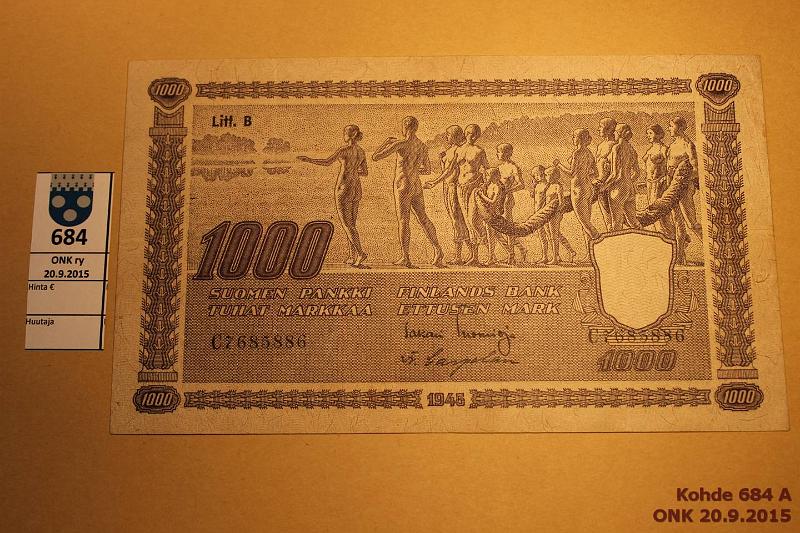 1000
1000
Litt. B
1000
SUOMEN PANKKI
TUHAT MARKKAA
FINLANDS BANK
ETTUSEN MARK
C7685886
C7685886
1000
1000
1945
1000
684
ONK ry
20.9.2015
Hinta €
Huutaja
Kohde 684 A
ONK 20.9.2015